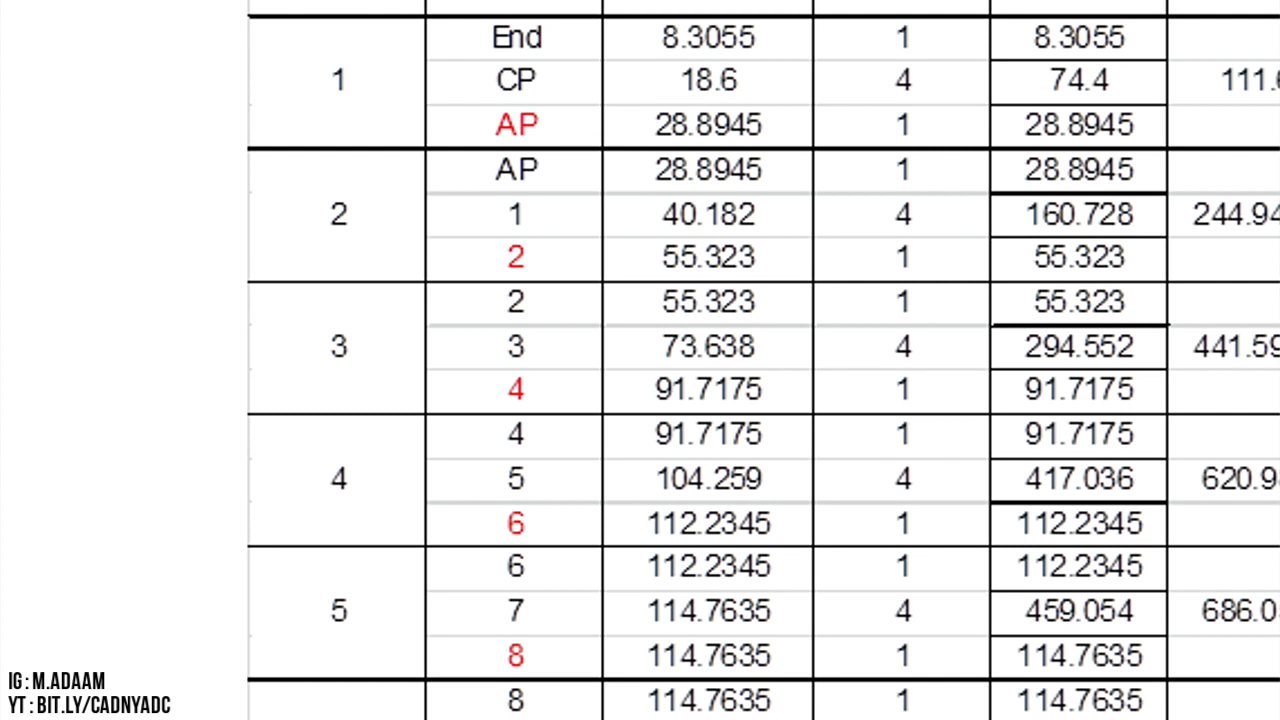 End 8.3055 1 8.3055
1 CP 18.6 4 74.4
AP 28.8945 1 28.8945
AP 28.8945 1 28.8945
2 1 40.182 4 160.728
2 55.323 1 55.323
2 55.323 1 55.323
3 3 73.638 4 294.552
4 91.7175 1 91.7175
4 91.7175 1 91.7175
4 5 104.259 4 417.036
6 112.2345 1 112.2345
6 112.2345 1 112.2345
5 7 114.7635 4 459.054
8 114.7635 1 114.7635
8 114.7635 1 114.7635
IG : M.ADAAM
YT : BIT.LY/CADNYADC